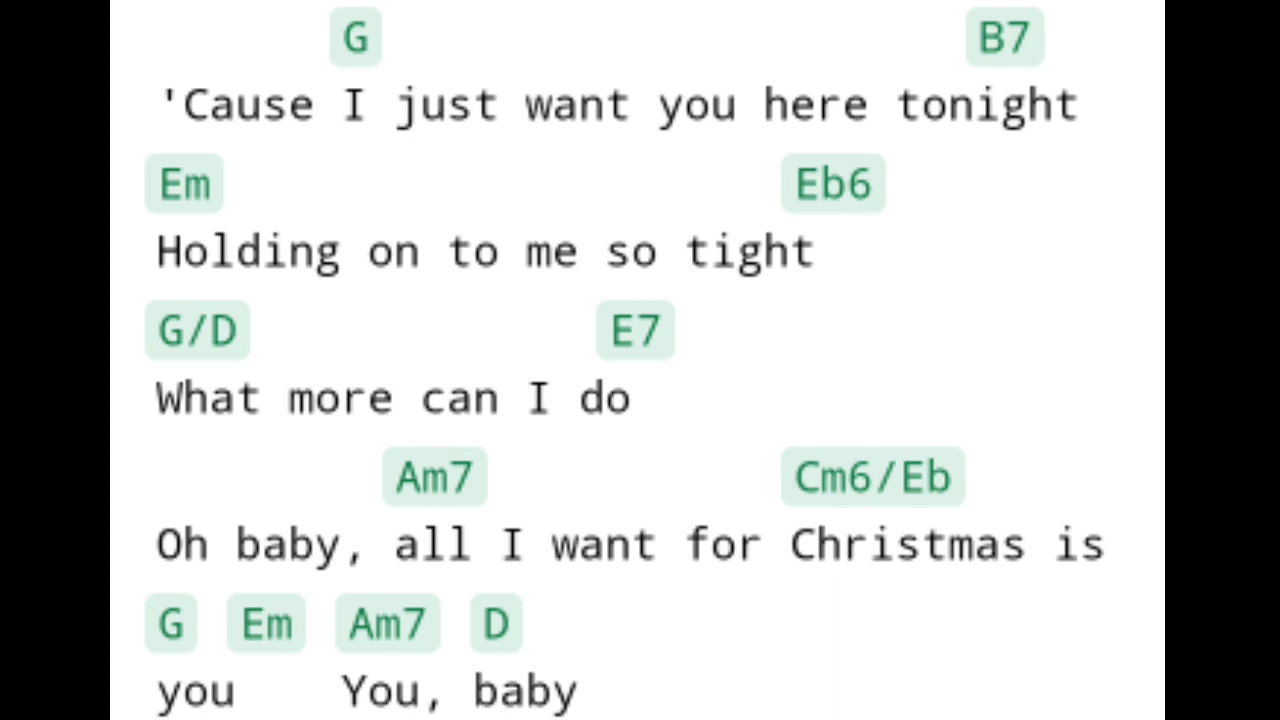 G B7
'Cause I just want you here tonight
Em Eb6
Holding on to me so tight
G/D E7
What more can I do
Am7 Cm6/Eb
Oh baby, all I want for Christmas is
G Em Am7 D
you You, baby